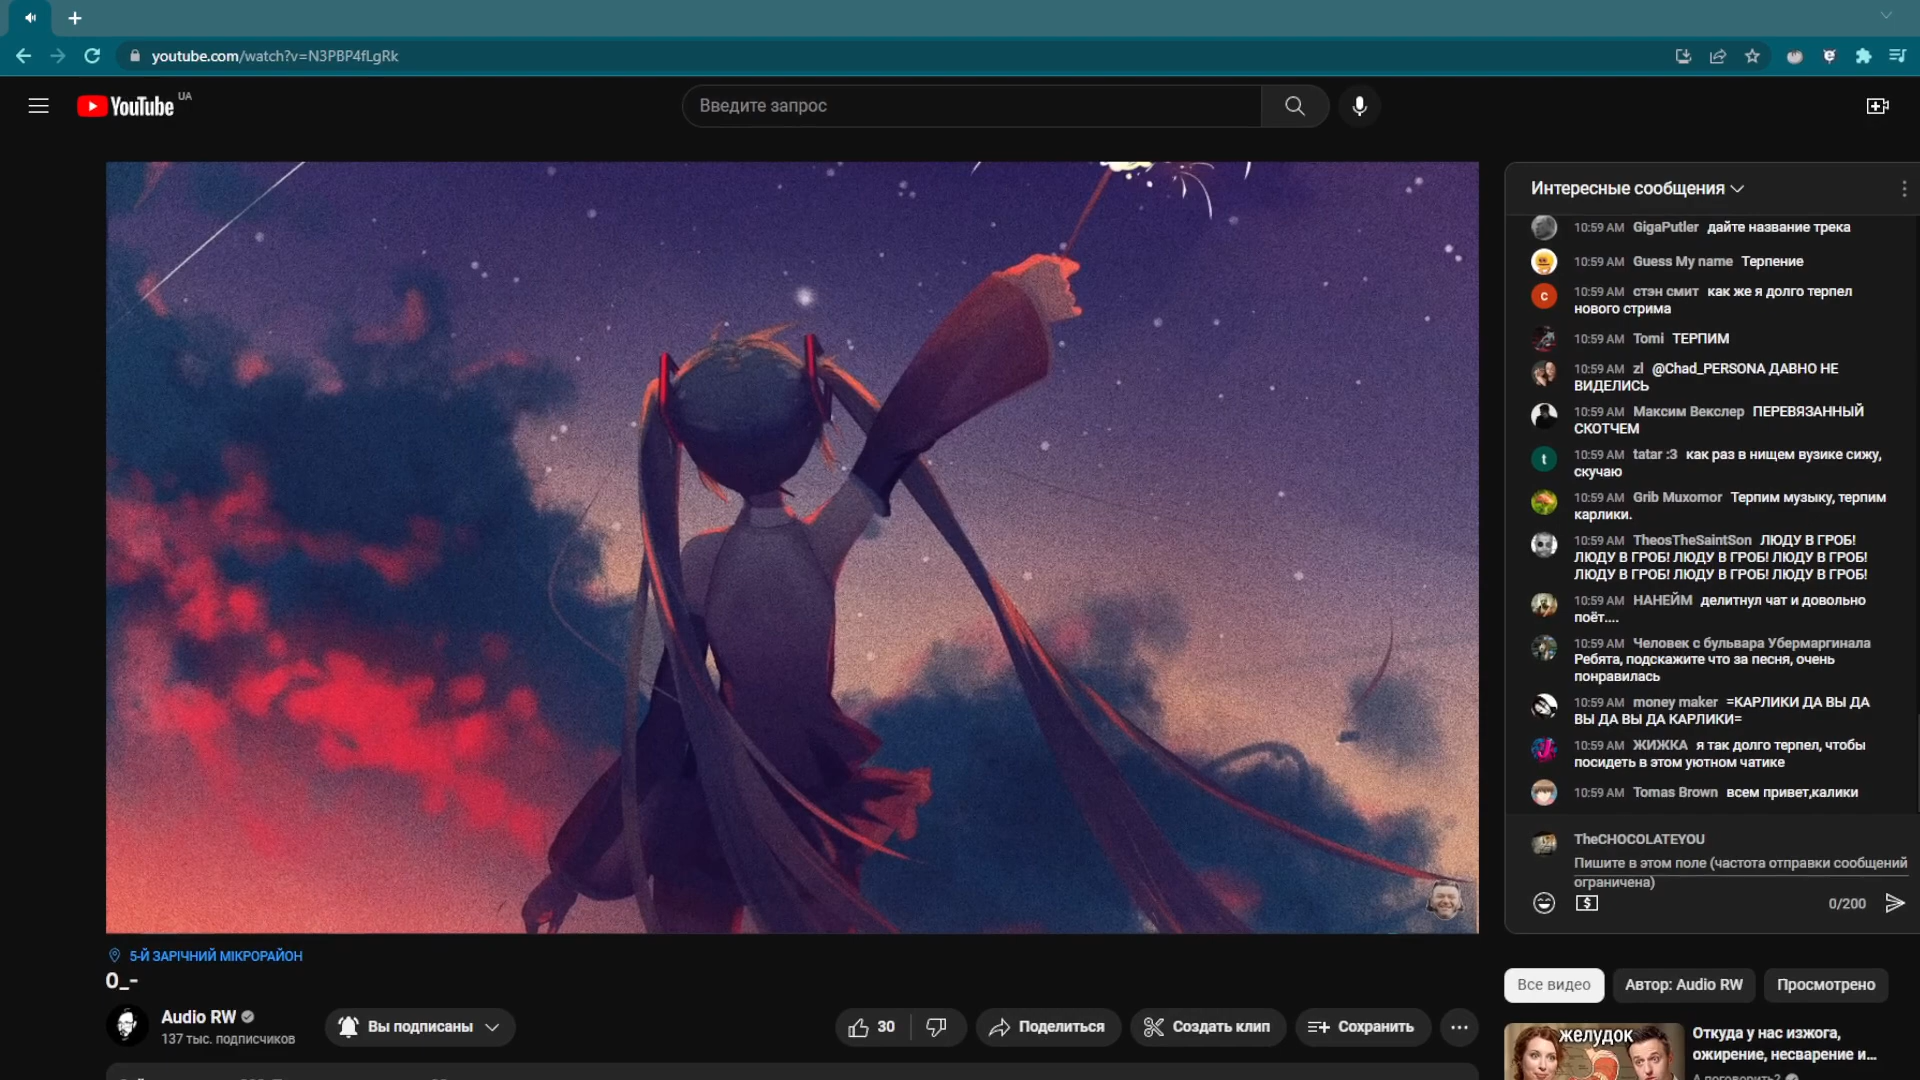 youtube.com/watch?v=N3PBP4fLgRk
YouTube UA
Введите запрос
Интересные сообщения
10:59 AM GigaPutler дайте название трека
10:59 AM Guess My name Терпение
10:59 AM стэн смит как же я долго терпел
нового стрима
10:59 AM Tomi ТЕРПИМ
10:59 AM zl @Chad_PERSONA ДАВНО НЕ
ВИДЕЛИСЬ
10:59 AM Максим Векслер ПЕРЕВЯЗАННЫЙ
СКОТЧЕМ
10:59 AM tatar :3 как раз в нищем вузике сижу,
скучаю
10:59 AM Grib Muxomor Терпим музыку, терпим
карлики.
10:59 AM TheosTheSaintSon ЛЮДУ В ГРОБ!
ЛЮДУ В ГРОБ! ЛЮДУ В ГРОБ! ЛЮДУ В ГРОБ!
ЛЮДУ В ГРОБ! ЛЮДУ В ГРОБ! ЛЮДУ В ГРОБ!
10:59 AM НАНЕЙМ делитнул чат и довольно
поёт....
10:59 AM Человек с бульвара Убермаргинала
Ребята, подскажите что за песня, очень
понравилась
10:59 AM money maker =КАРЛИКИ ДА ВЫ ДА
ВЫ ДА ВЫ ДА КАРЛИКИ=
10:59 AM ЖИЖКА я так долго терпел, чтобы
посидеть в этом уютном чатике
10:59 AM Tomas Brown всем привет,калики
TheCHOCOLATEYOU
Пишите в этом поле (частота отправки сообщений
ограничена)
0/200
5-Й ЗАРІЧНИЙ МІКРОРАЙОН
0_-
Audio RW
137 тыс. подписчиков
Вы подписаны
30
Поделиться
Создать клип
Сохранить
Все видео
Автор: Audio RW
Просмотрено
желудок
Откуда у нас изжога,
ожирение, несварение и...